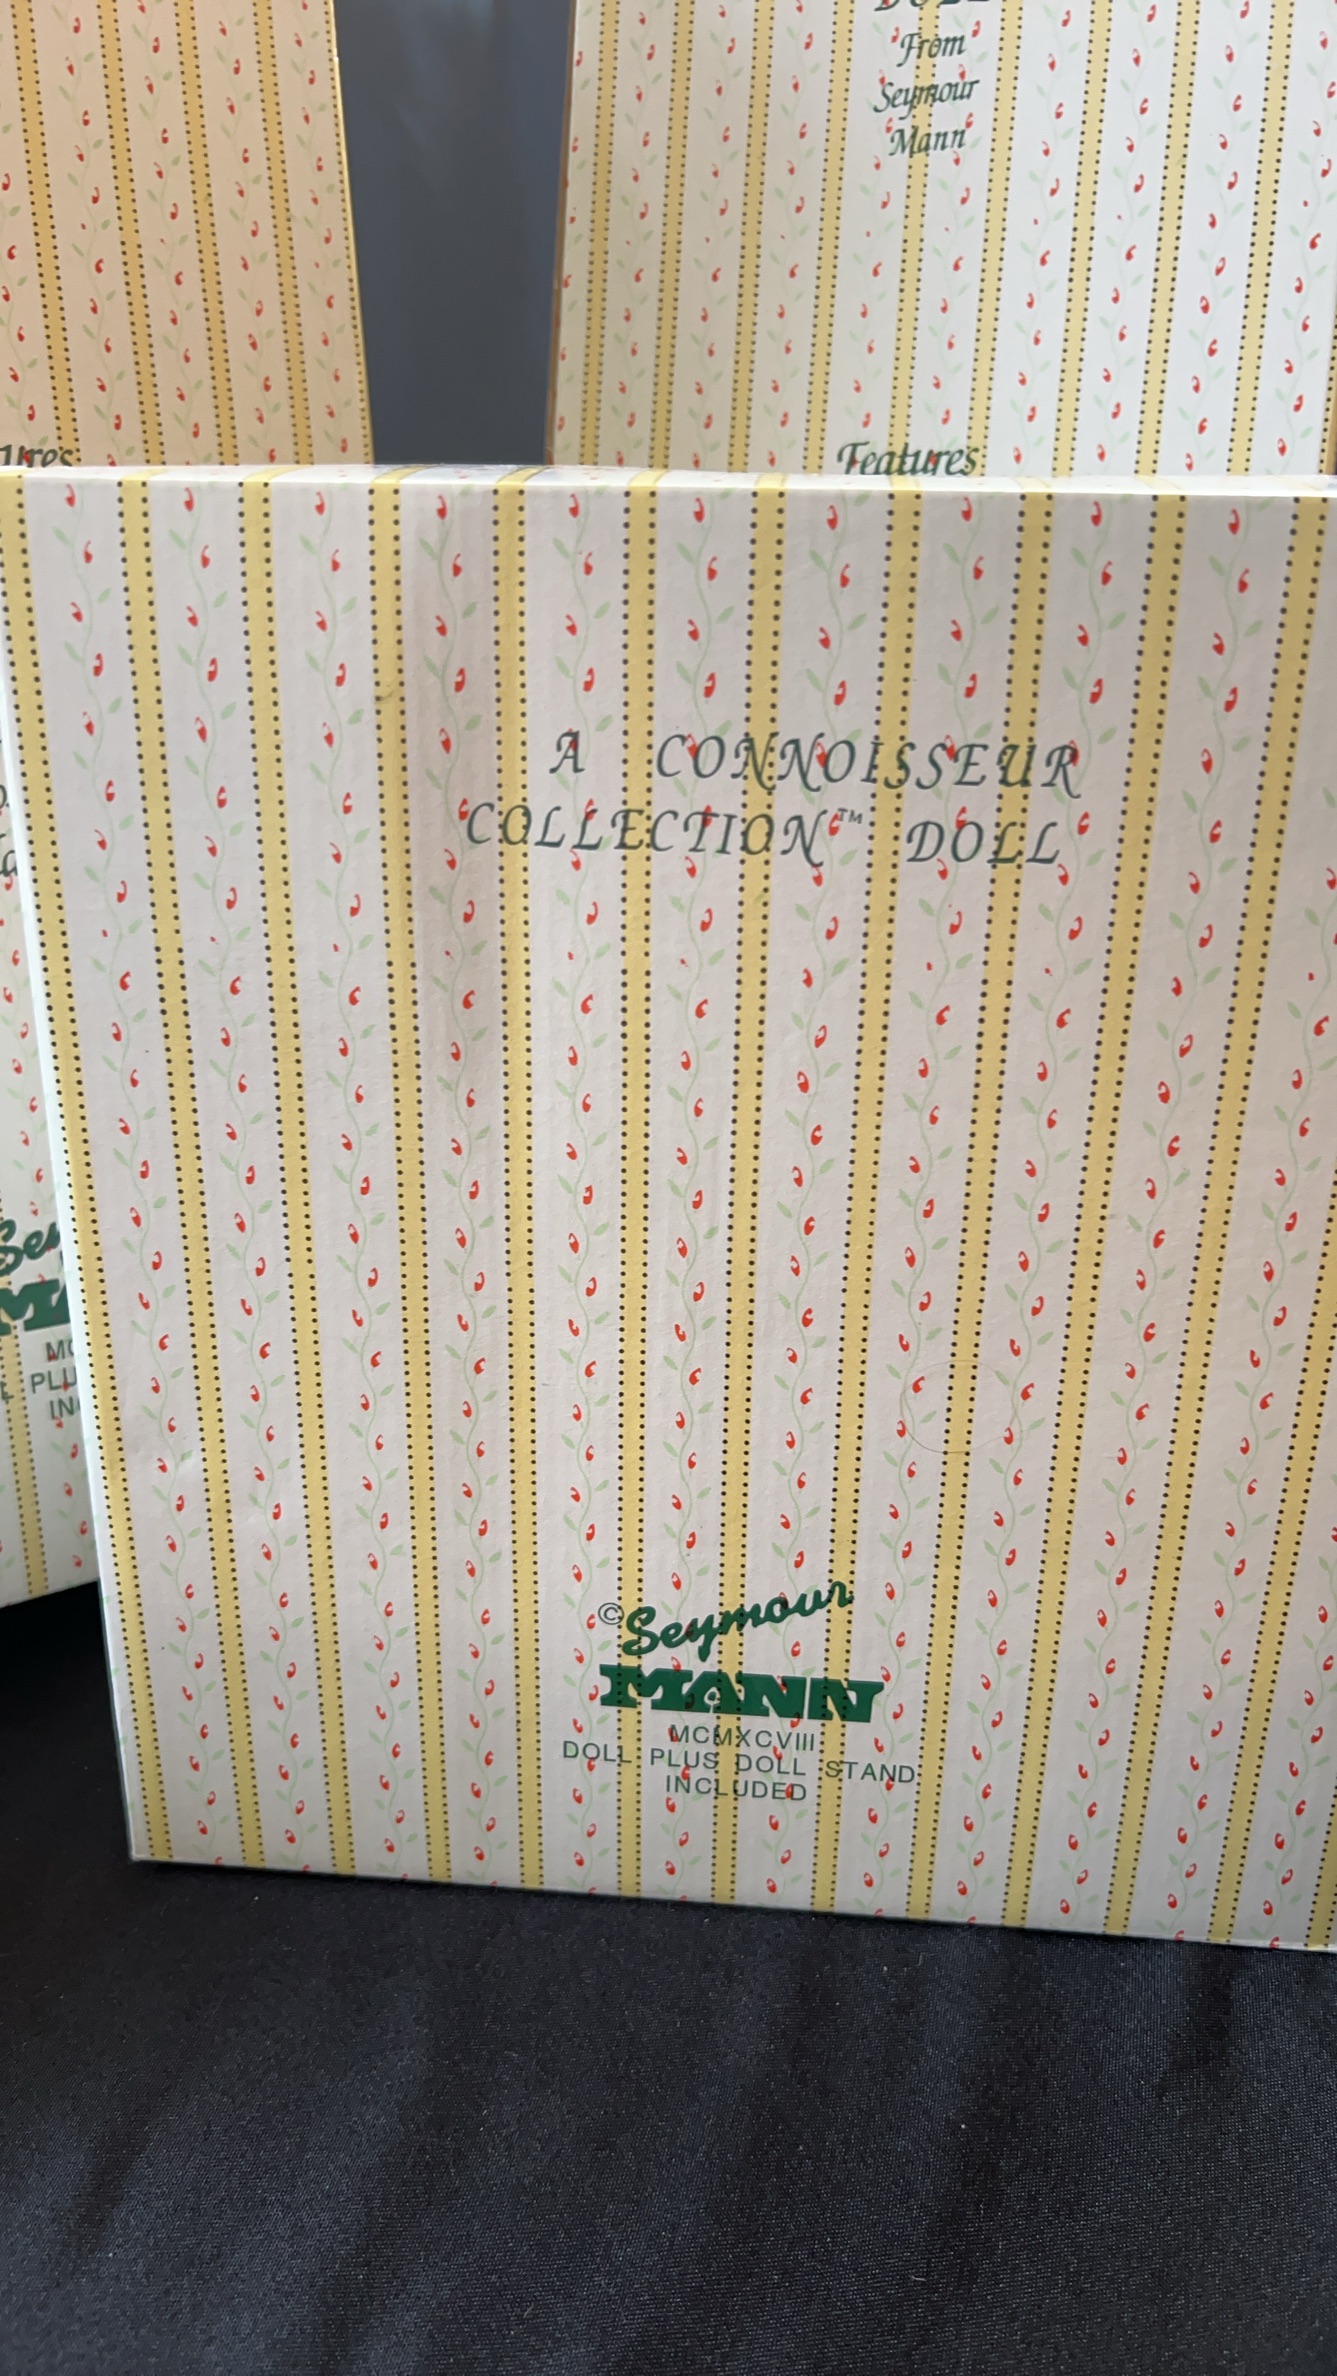 From
Seymour
Mann
Features
A CONNOISSEUR
COLLECTION™ DOLL
©Seymour
MANN
MCMXCVIII
DOLL PLUS DOLL STAND
INCLUDED